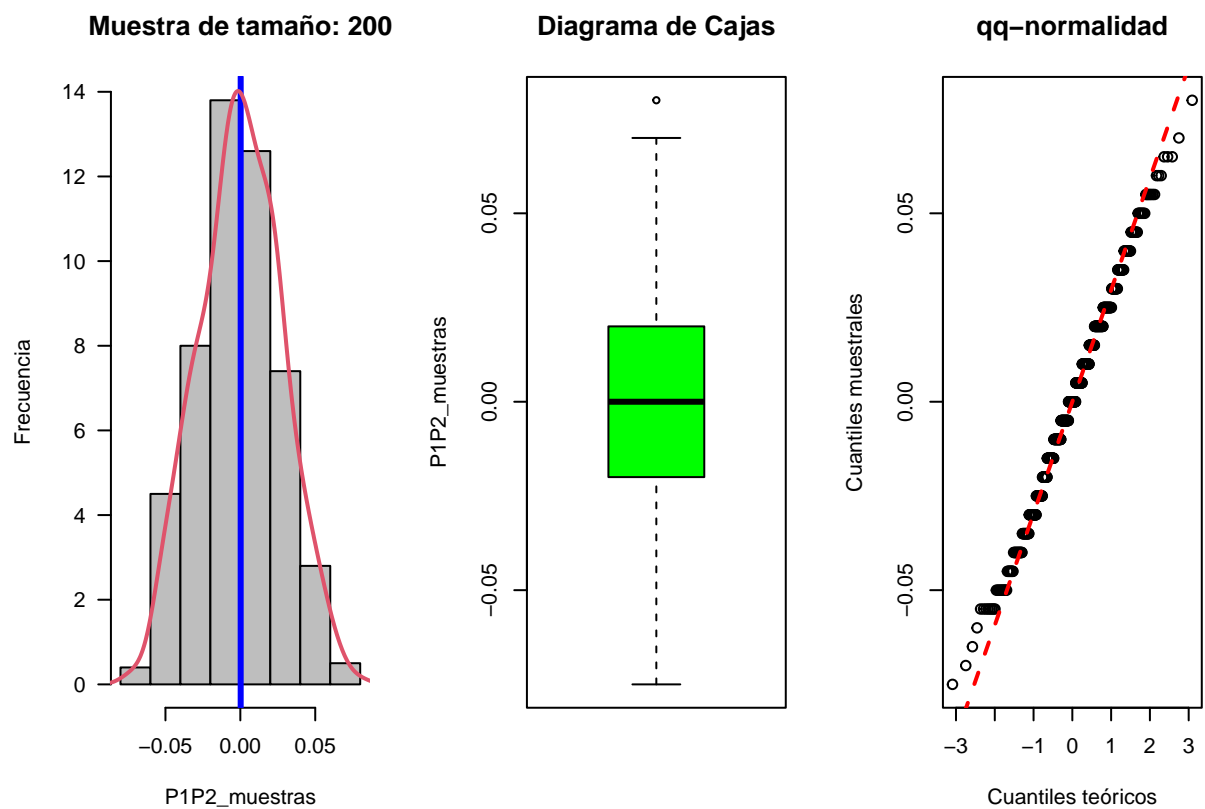 Muestra de tamaño: 200
Frecuencia
14
12
10
8
6
4
2
0
−0.05 0.00 0.05
P1P2_muestras
Diagrama de Cajas
P1P2_muestras
0.05
0.00
−0.05
qq−normalidad
Cuantiles muestrales
0.05
0.00
−0.05
−3 −1 0 1 2 3
Cuantiles teóricos